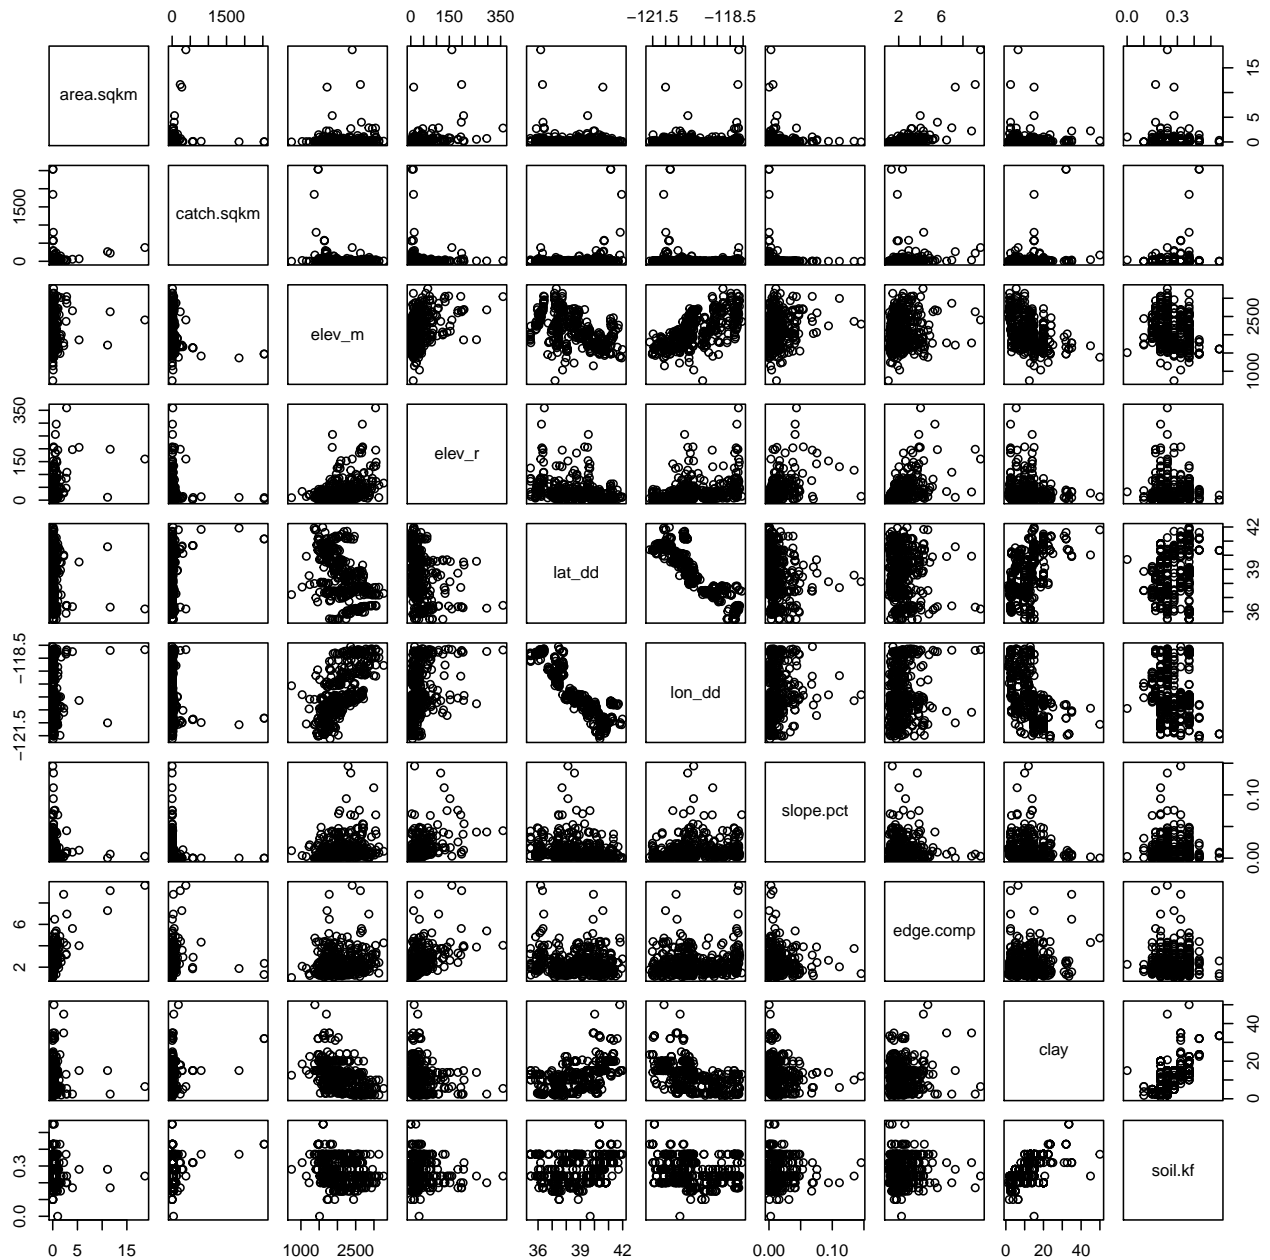 0 1500 0 150 350 −121.5 −118.5 2 6 0.0 0.3
area.sqkm 0 5 15
0 1500 catch.sqkm
elev_m 1000 2500
0 150 350 elev_r
lat_dd 36 39 42
−121.5 −118.5 lon_dd
slope.pct 0.00 0.10
2 6 edge.comp
clay 0 20 40
0.0 0.3 soil.kf
0 5 15 1000 2500 36 39 42 0.00 0.10 0 20 40